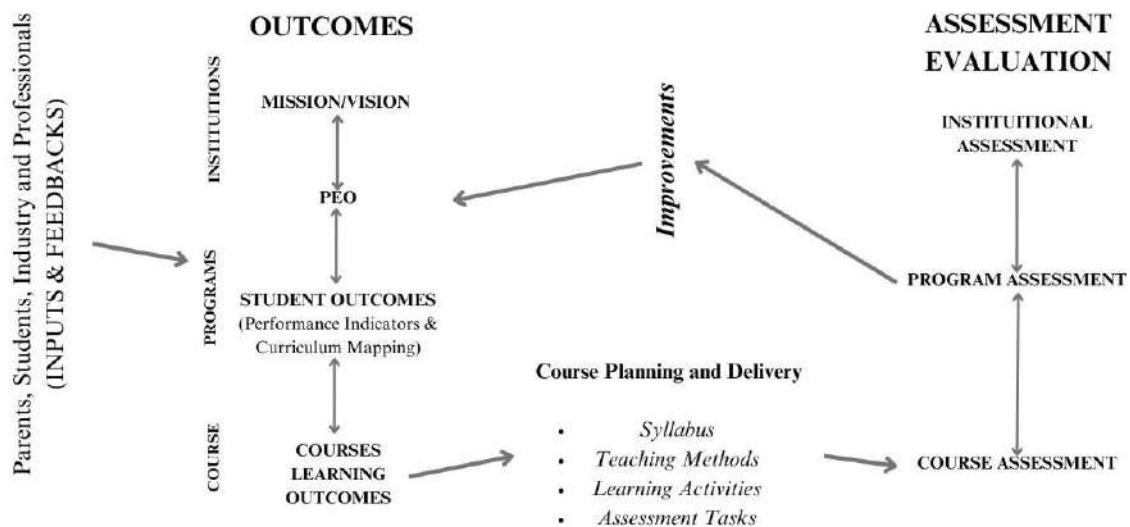 Parents, Students, Industry and Professionals
(INPUTS & FEEDBACKS)
INSTITUITIONS
PROGRAMS
COURSE
OUTCOMES
MISSION/VISION
PEO
STUDENT OUTCOMES
(Performance Indicators &
Curriculum Mapping)
COURSES
LEARNING
OUTCOMES
Improvements
Course Planning and Delivery
• Syllabus
• Teaching Methods
• Learning Activities
• Assessment Tasks
ASSESSMENT
EVALUATION
INSTITUITIONAL
ASSESSMENT
PROGRAM ASSESSMENT
COURSE ASSESSMENT